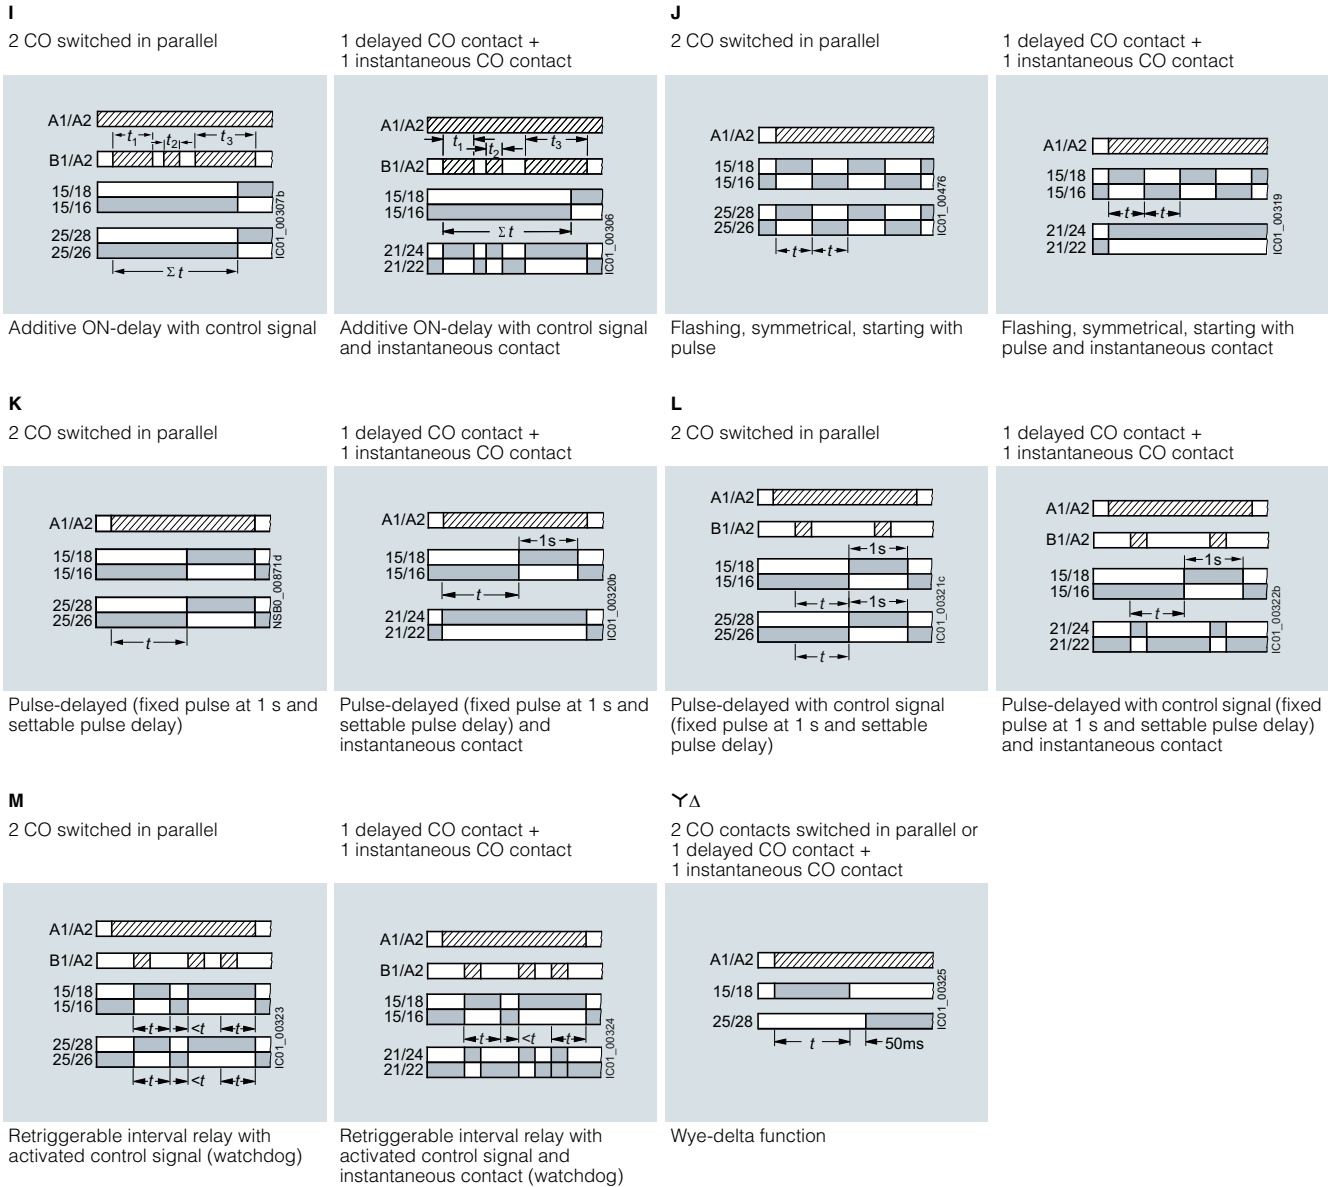 I
2 CO switched in parallel
1 delayed CO contact +
1 instantaneous CO contact
A1/A2
t1
t2
t3
B1/A2
15/18
15/16
25/28
25/26
Σ t
IC01_00307b
A1/A2
t1
t2
t3
B1/A2
15/18
15/16
Σ t
21/24
21/22
IC01_00306
Additive ON-delay with control signal
Additive ON-delay with control signal
and instantaneous contact
J
2 CO switched in parallel
1 delayed CO contact +
1 instantaneous CO contact
A1/A2
15/18
15/16
25/28
25/26
t
t
IC01_00476
A1/A2
15/18
15/16
t
t
21/24
21/22
IC01_00319
Flashing, symmetrical, starting with
pulse
Flashing, symmetrical, starting with
pulse and instantaneous contact
K
2 CO switched in parallel
1 delayed CO contact +
1 instantaneous CO contact
A1/A2
15/18
15/16
25/28
25/26
t
NSB0_00871d
A1/A2
1s
15/18
15/16
t
21/24
21/22
IC01_00320b
Pulse-delayed (fixed pulse at 1 s and
settable pulse delay)
Pulse-delayed (fixed pulse at 1 s and
settable pulse delay) and
instantaneous contact
L
2 CO switched in parallel
1 delayed CO contact +
1 instantaneous CO contact
A1/A2
B1/A2
1s
15/18
15/16
t
1s
25/28
25/26
t
IC01_00321c
A1/A2
B1/A2
1s
15/18
15/16
t
21/24
21/22
IC01_00322b
Pulse-delayed with control signal
(fixed pulse at 1 s and settable
pulse delay)
Pulse-delayed with control signal (fixed
pulse at 1 s and settable pulse delay)
and instantaneous contact
M
2 CO switched in parallel
1 delayed CO contact +
1 instantaneous CO contact
A1/A2
B1/A2
15/18
15/16
t
<t
t
25/28
25/26
t
<t
t
IC01_00323
A1/A2
B1/A2
15/18
15/16
t
<t
t
21/24
21/22
IC01_00324
Retriggerable interval relay with
activated control signal (watchdog)
Retriggerable interval relay with
activated control signal and
instantaneous contact (watchdog)
YΔ
2 CO contacts switched in parallel or
1 delayed CO contact +
1 instantaneous CO contact
A1/A2
15/18
25/28
t
50ms
IC01_00325
Wye-delta function